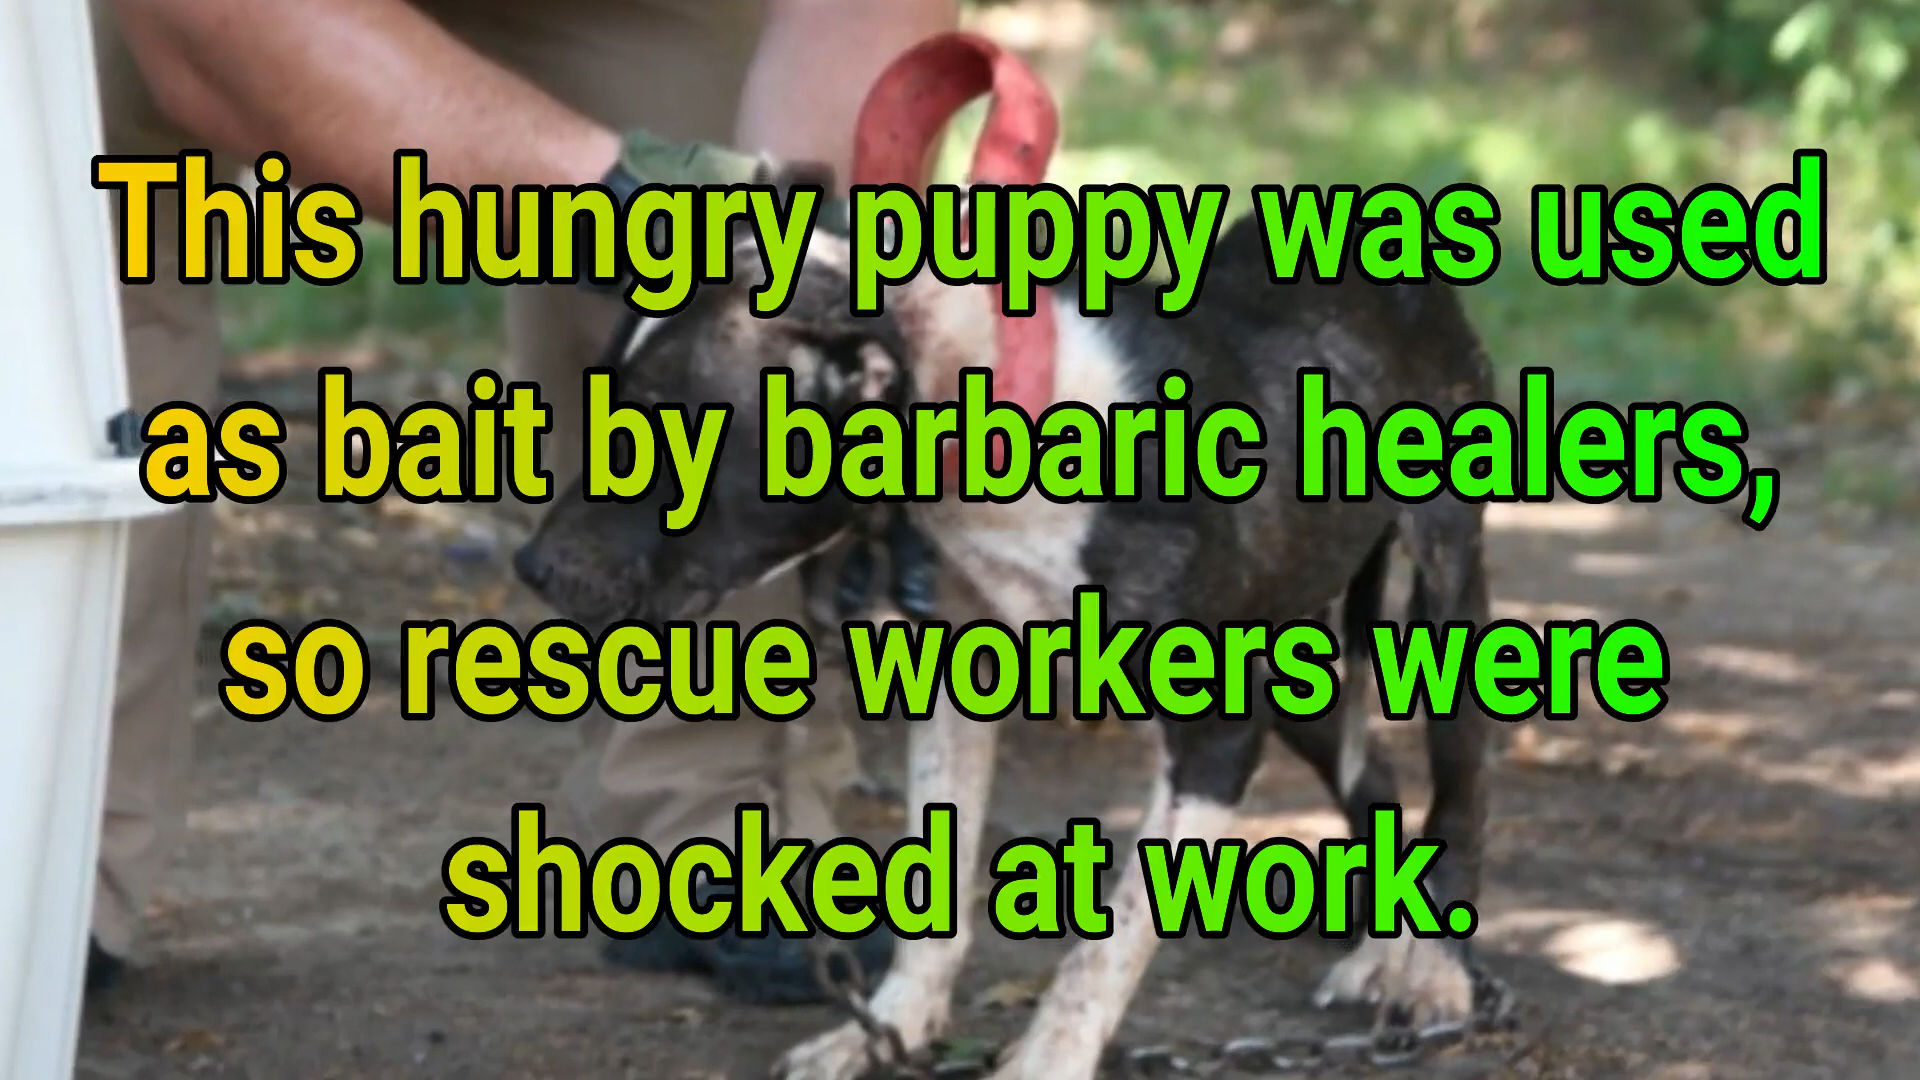 This hungry puppy was used
as bait by barbaric healers,
so rescue workers were
shocked at work.